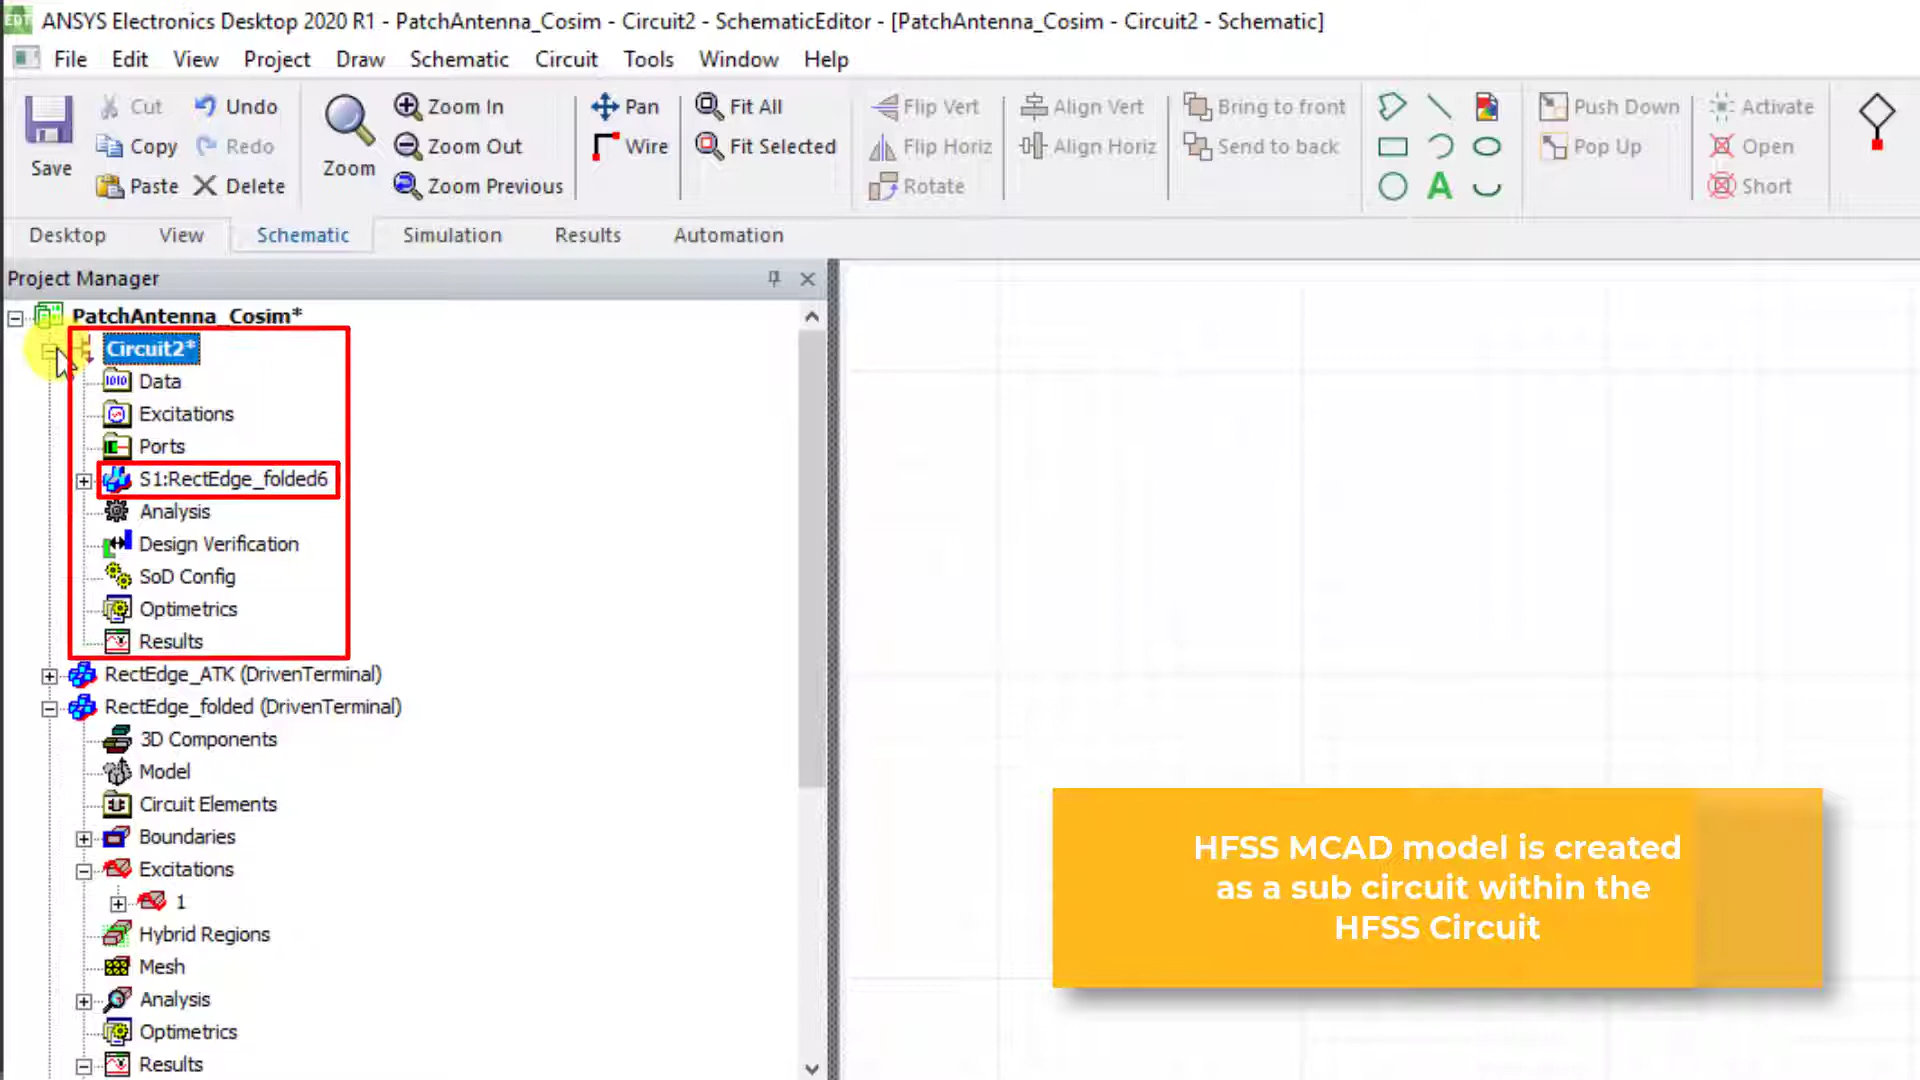 ANSYS Electronics Desktop 2020 R1 - PatchAntenna_Cosim - Circuit2 - SchematicEditor - [PatchAntenna_Cosim - Circuit2 - Schematic]
File Edit View Project Draw Schematic Circuit Tools Window Help
Cut Undo Zoom In Pan Fit All Flip Vert Align Vert Bring to front Push Down Activate
Copy Redo Zoom Out Wire Fit Selected Flip Horiz Align Horiz Send to back Pop Up Open
Save Zoom
Paste Delete Zoom Previous Rotate Short
Desktop View Schematic Simulation Results Automation
Project Manager
PatchAntenna_Cosim*
Circuit2*
Data
Excitations
Ports
S1:RectEdge_folded6
Analysis
Design Verification
SoD Config
Optimetrics
Results
RectEdge_ATK (DrivenTerminal)
RectEdge_folded (DrivenTerminal)
3D Components
Model
Circuit Elements
Boundaries
Excitations
1
Hybrid Regions
Mesh
Analysis
Optimetrics
Results
HFSS MCAD model is created
as a sub circuit within the
HFSS Circuit